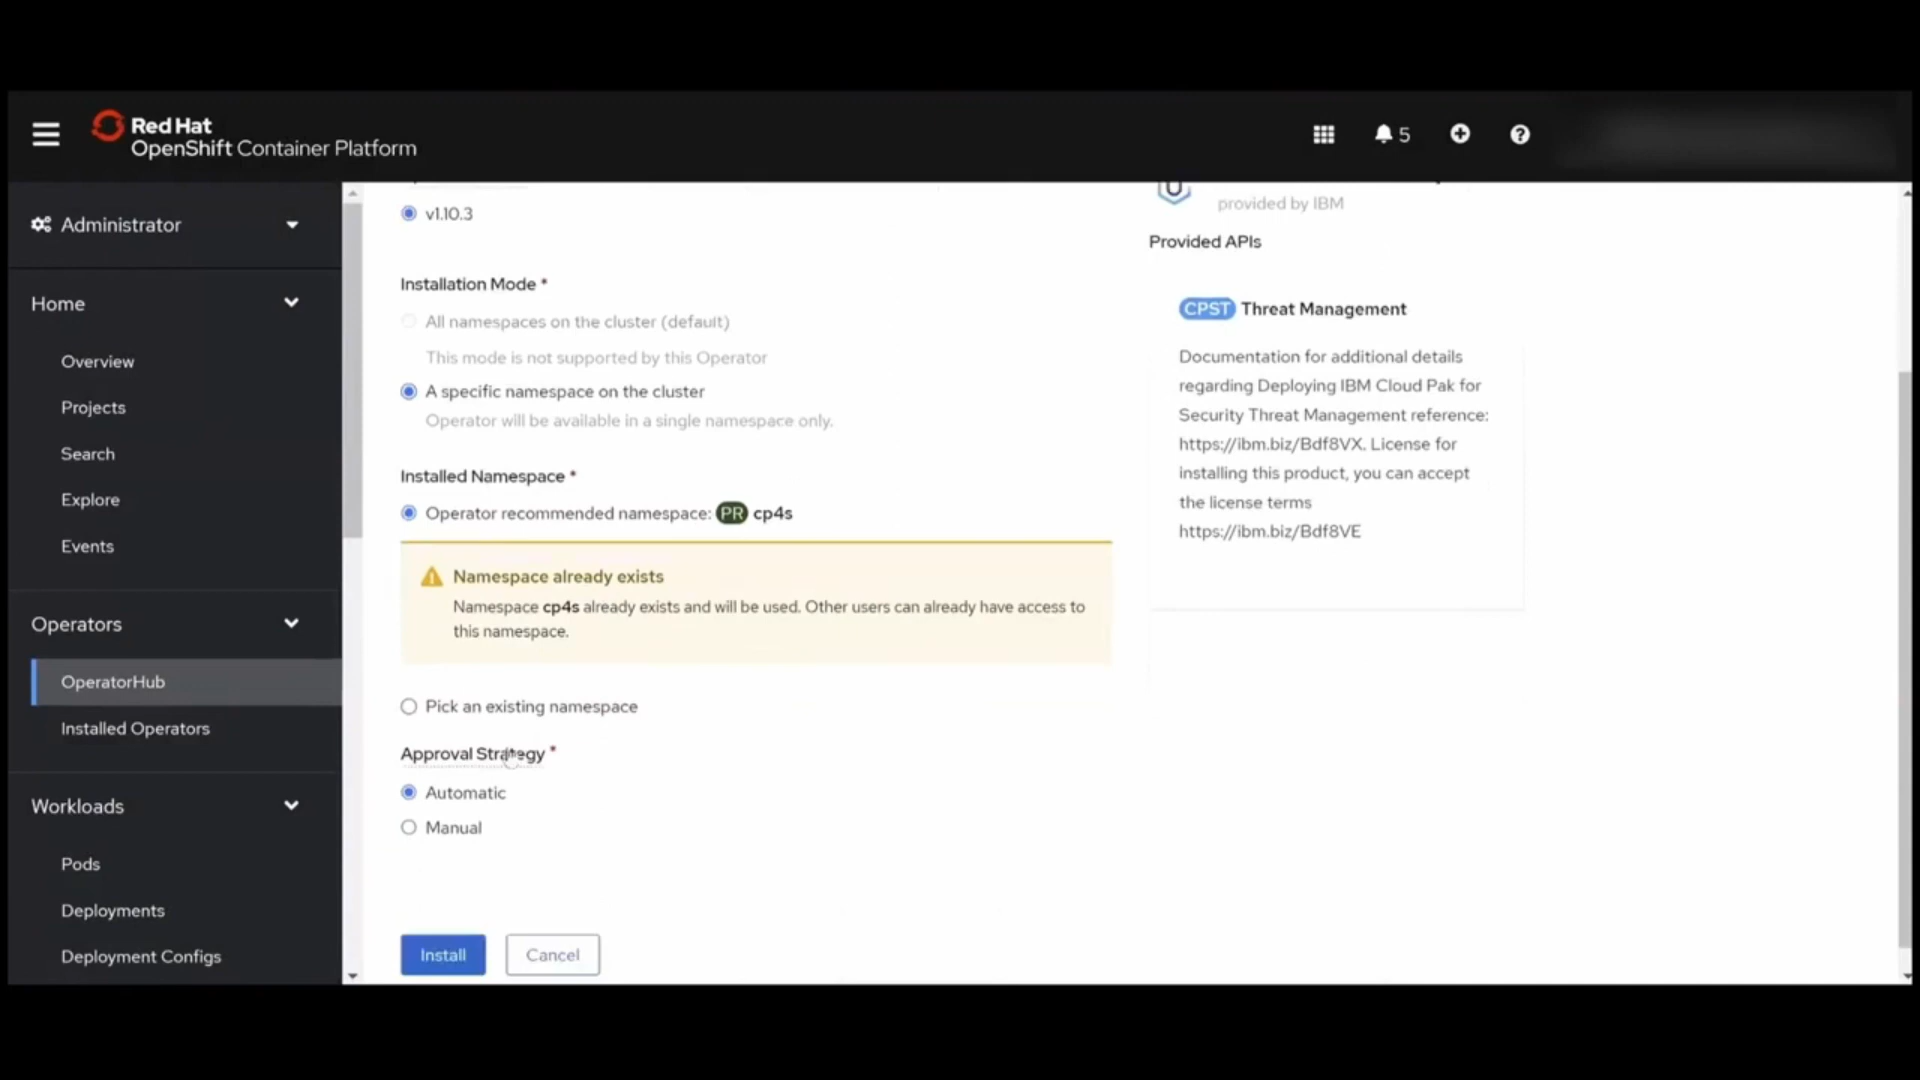 Red Hat
OpenShift Container Platform
5
Administrator
Home
Overview
Projects
Search
Explore
Events
Operators
OperatorHub
Installed Operators
Workloads
Pods
Deployments
Deployment Configs
v1.10.3
Installation Mode *
All namespaces on the cluster (default)
This mode is not supported by this Operator
A specific namespace on the cluster
Operator will be available in a single namespace only.
Installed Namespace *
Operator recommended namespace: PR cp4s
Namespace already exists
Namespace cp4s already exists and will be used. Other users can already have access to
this namespace.
Pick an existing namespace
Approval Strategy *
Automatic
Manual
Install Cancel
provided by IBM
Provided APIs
CPST Threat Management
Documentation for additional details
regarding Deploying IBM Cloud Pak for
Security Threat Management reference:
https://ibm.biz/Bdf8VX. License for
installing this product, you can accept
the license terms
https://ibm.biz/Bdf8VE